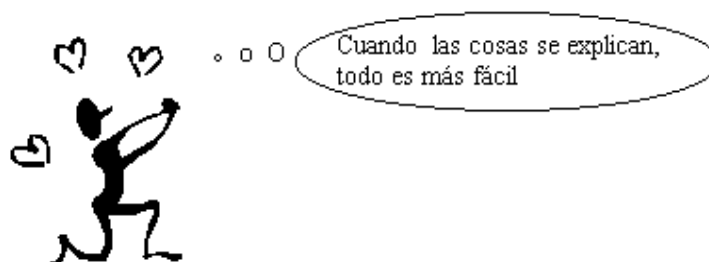 Cuando las cosas se explican,
todo es más fácil